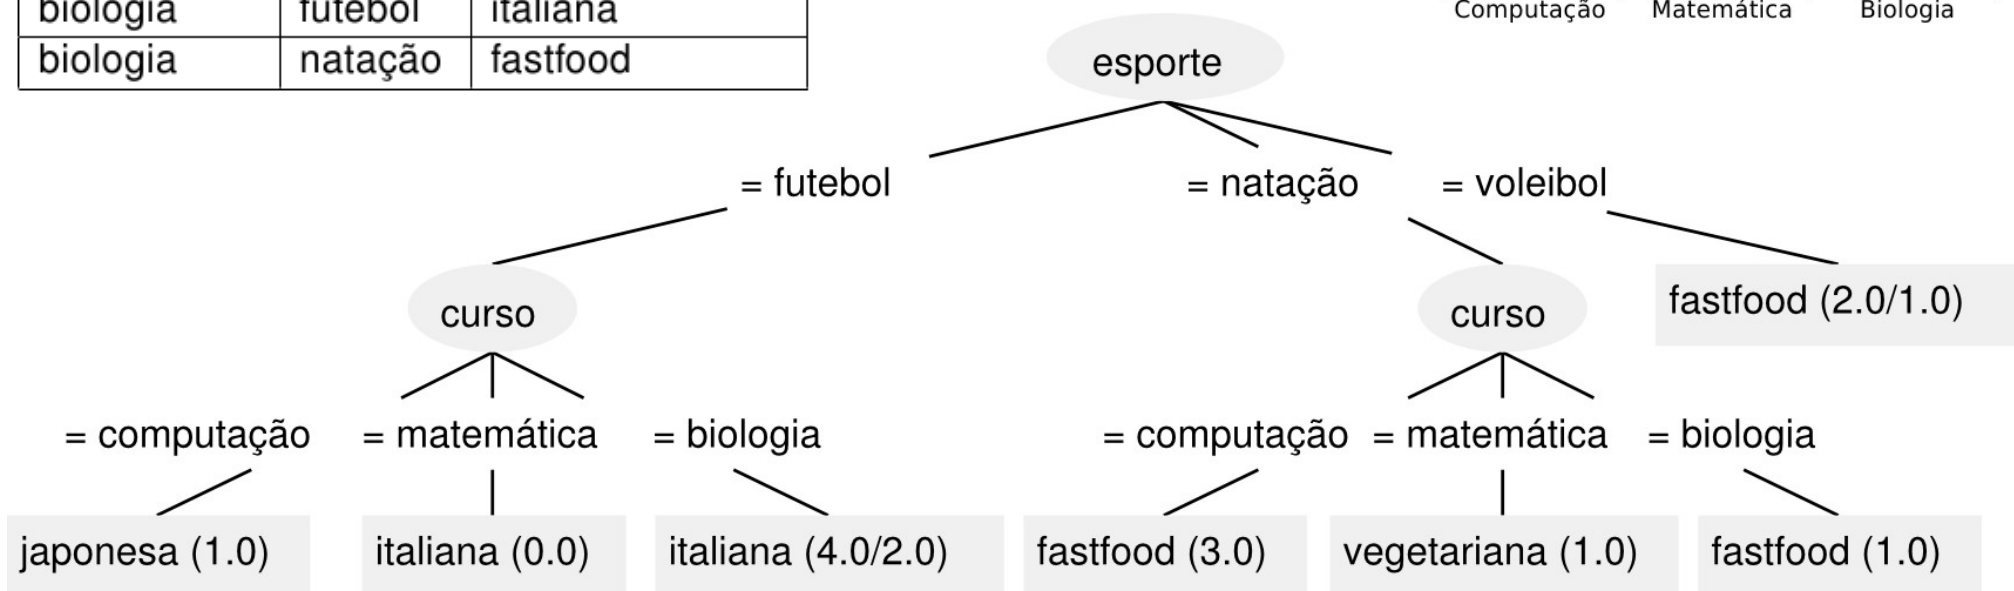 biologia futebol italiana
biologia natação fastfood
Computação Matemática Biologia
esporte
= futebol = natação = voleibol
curso curso fastfood (2.0/1.0)
= computação = matemática = biologia = computação = matemática = biologia
japonesa (1.0) italiana (0.0) italiana (4.0/2.0) fastfood (3.0) vegetariana (1.0) fastfood (1.0)